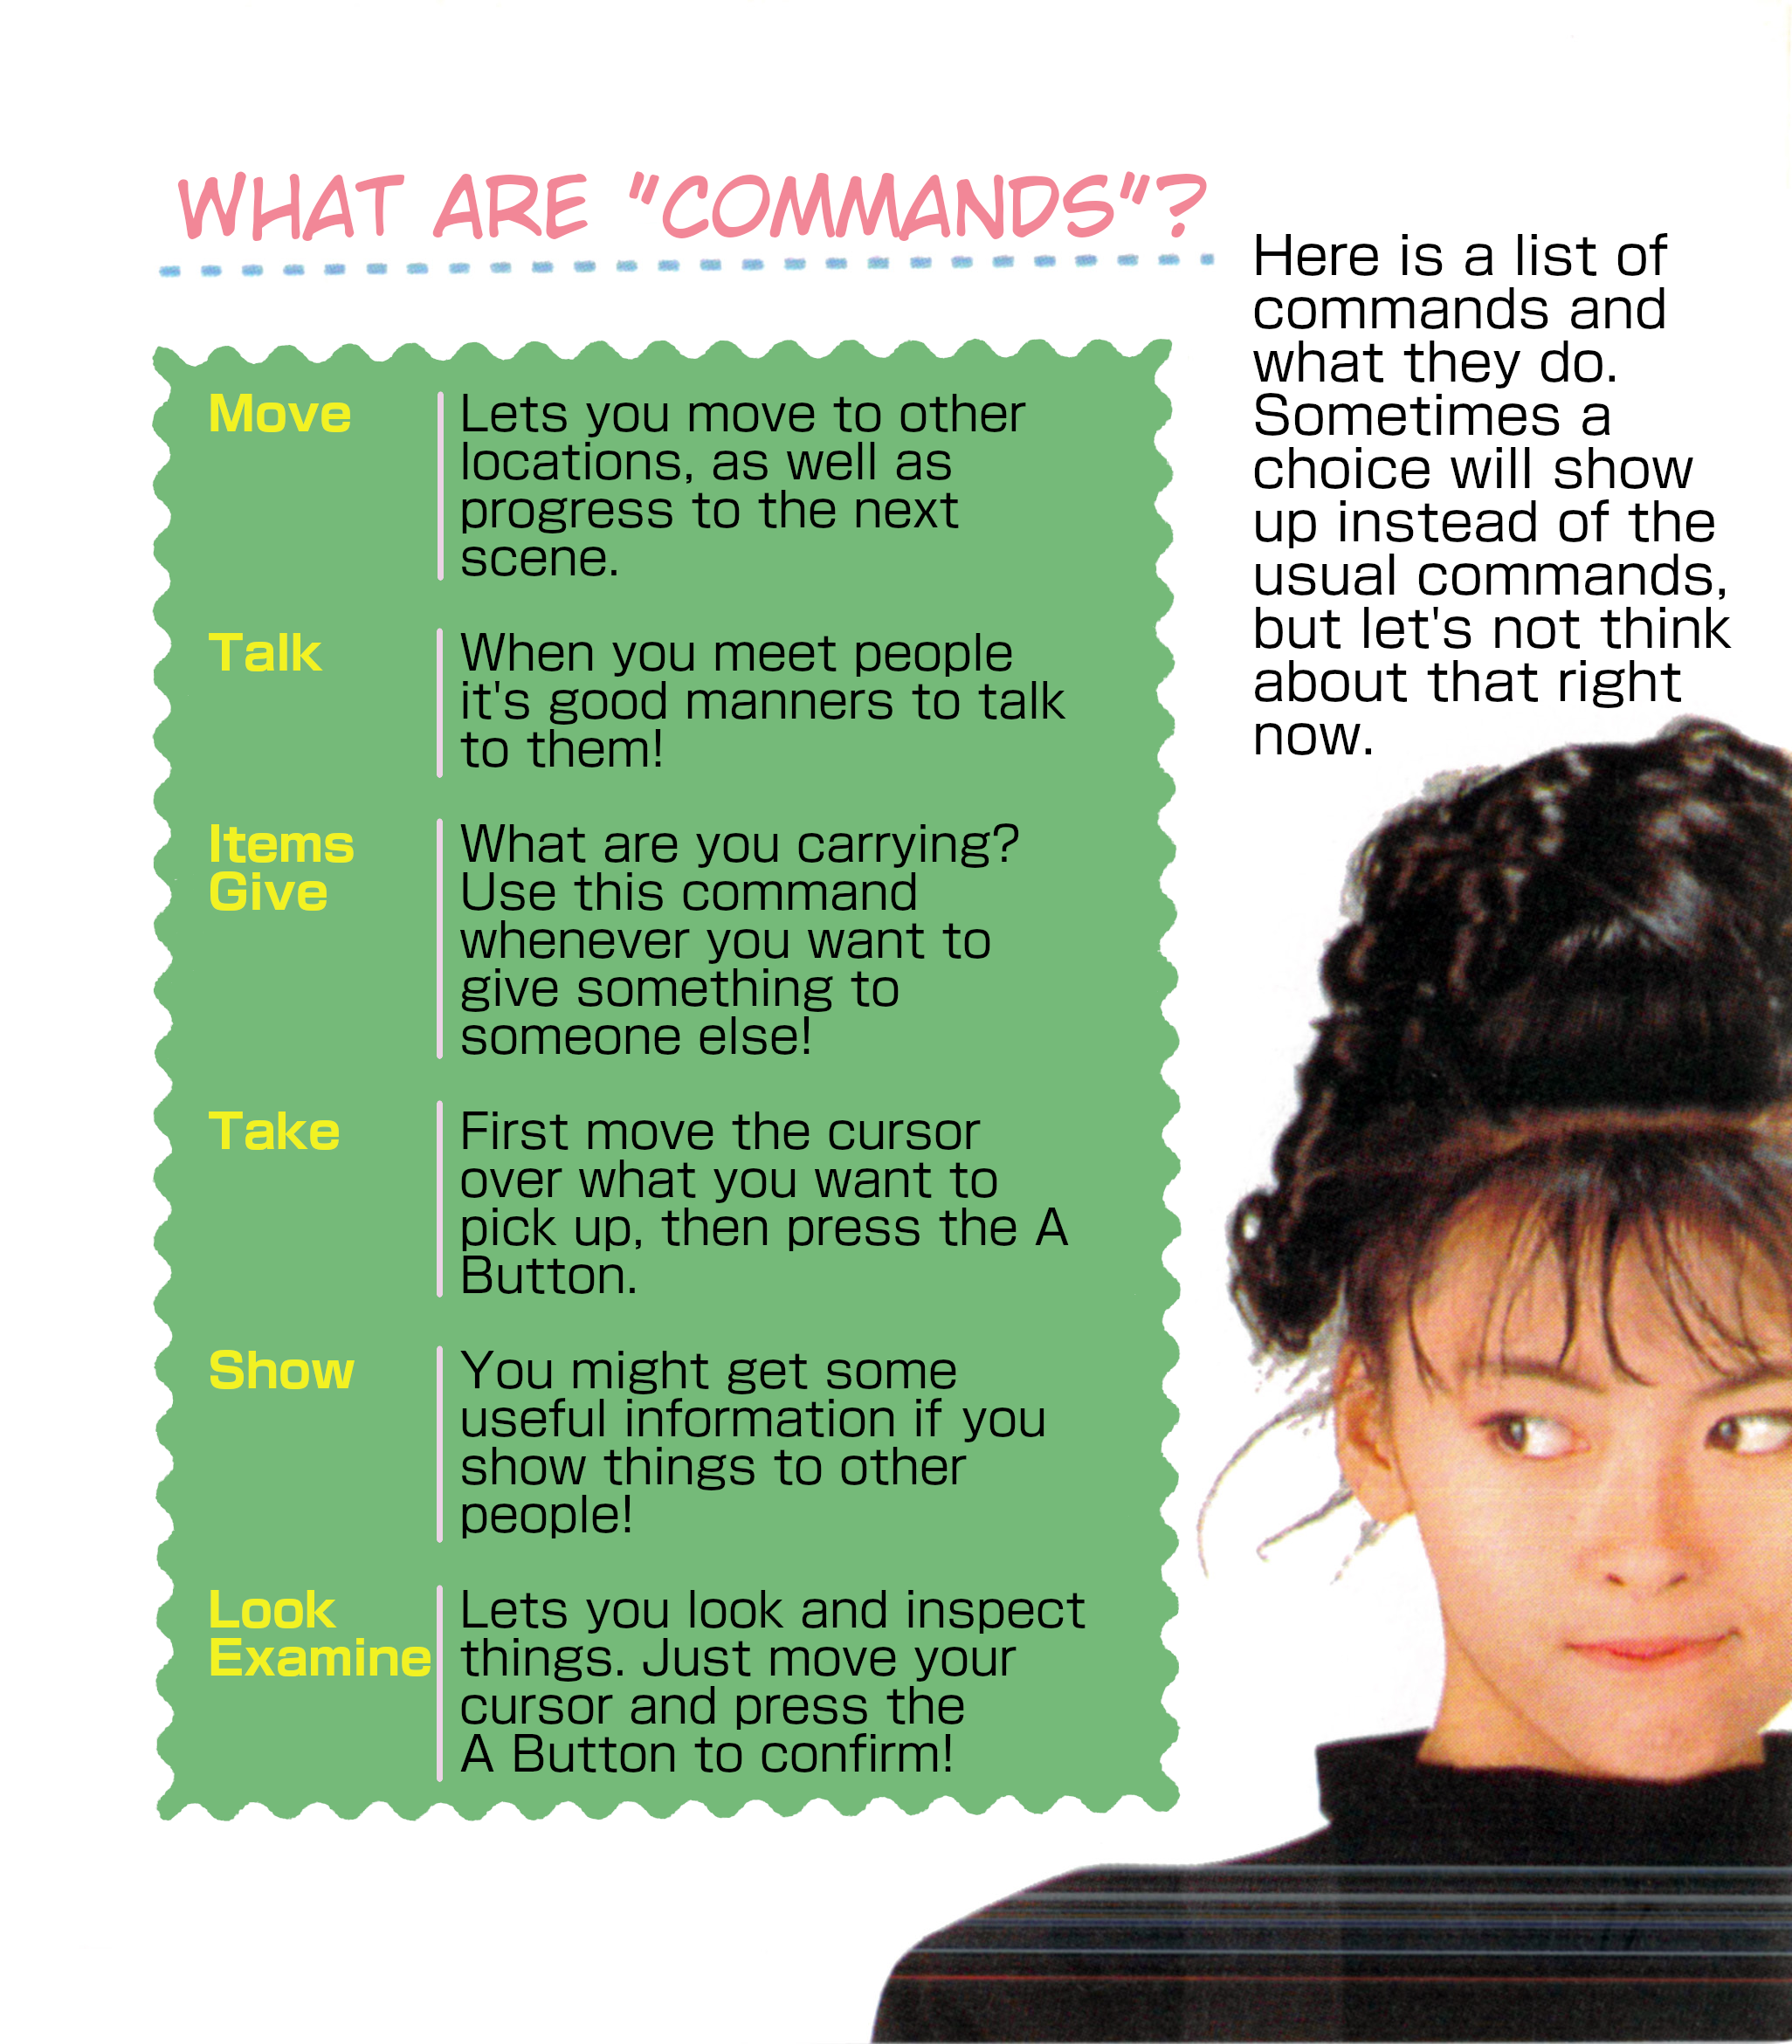 WHAT ARE "COMMANDS"?
Here is a list of
commands and
what they do.
Sometimes a
choice will show
up instead of the
usual commands,
but let's not think
about that right
now.
Move
Lets you move to other
locations, as well as
progress to the next
scene.
Talk
When you meet people
it's good manners to talk
to them!
Items
Give
What are you carrying?
Use this command
whenever you want to
give something to
someone else!
Take
First move the cursor
over what you want to
pick up, then press the A
Button.
Show
You might get some
useful information if you
show things to other
people!
Look
Examine
Lets you look and inspect
things. Just move your
cursor and press the
A Button to confirm!